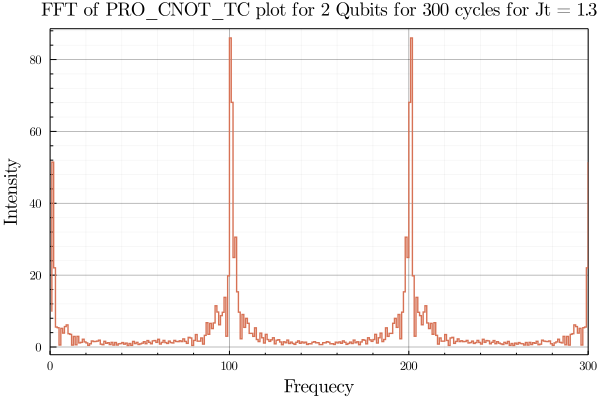 FFT of PRO_CNOT_TC plot for 2 Qubits for 300 cycles for Jt = 1.3
80
60
40
20
0
Intensity
0 100 200 300
Frequecy